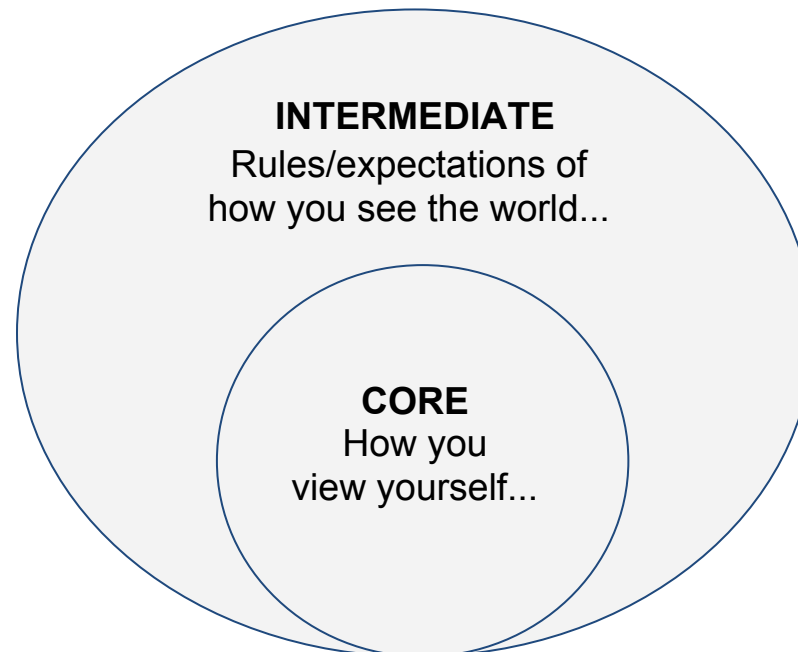 INTERMEDIATE
Rules/expectations of
how you see the world...
CORE
How you
view yourself...